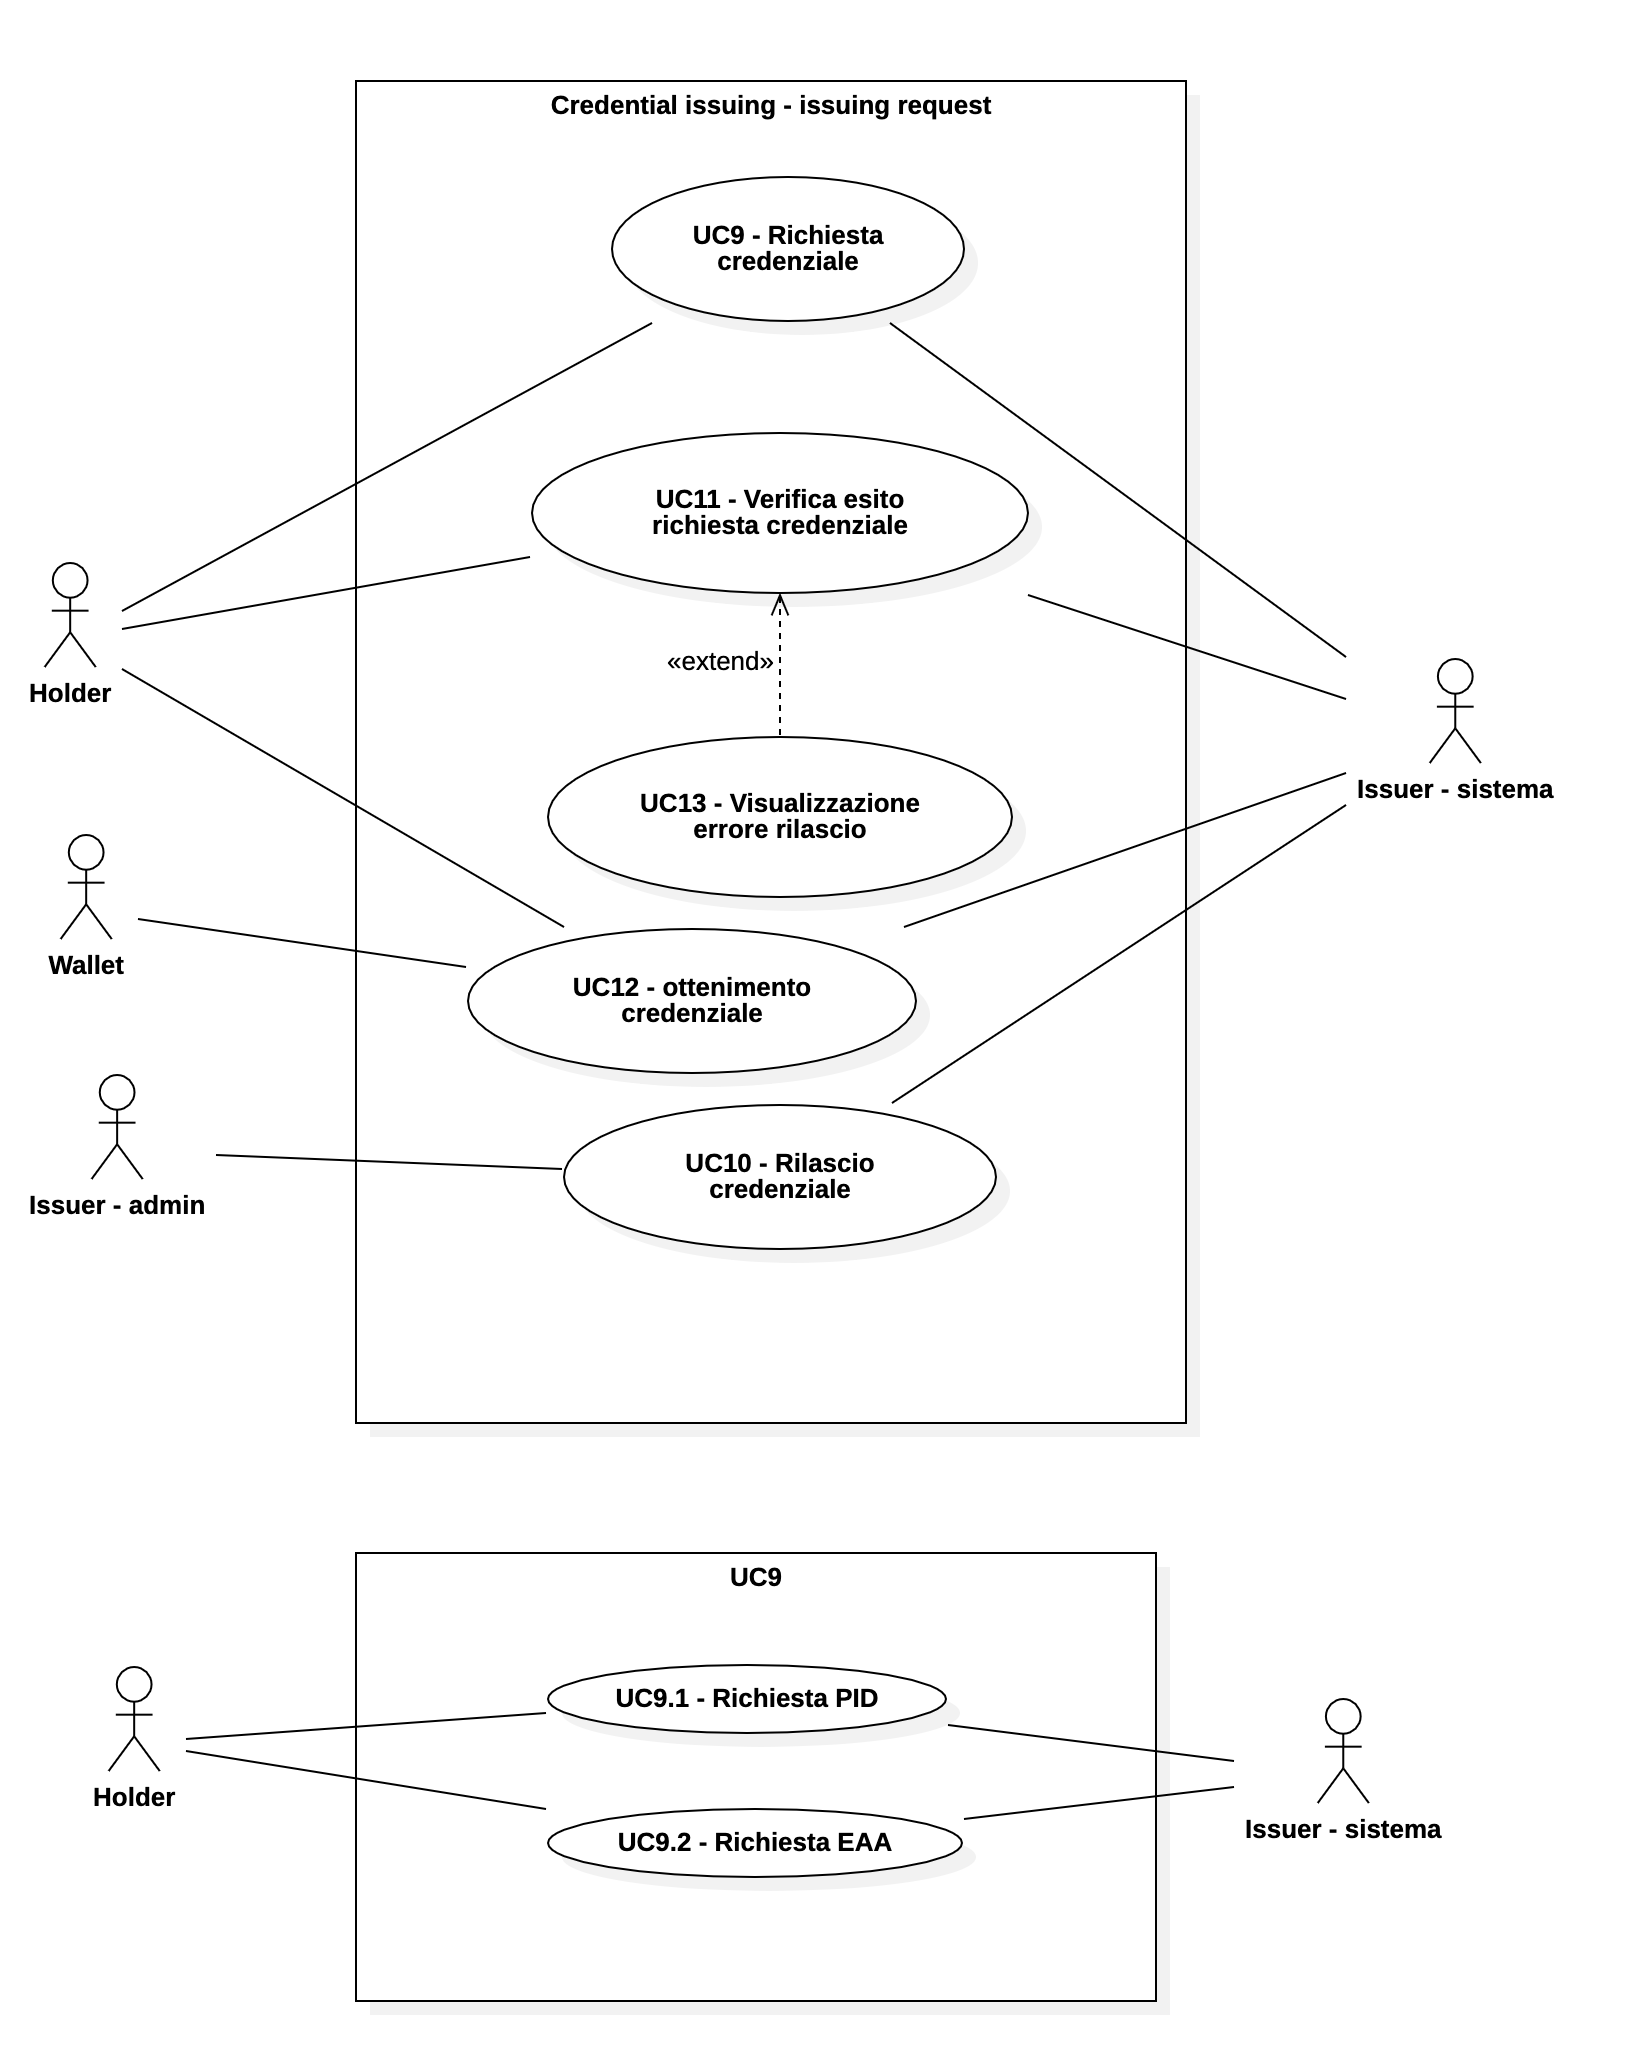 Credential issuing - issuing request
UC9 - Richiesta
credenziale
UC11 - Verifica esito
richiesta credenziale
«extend»
Holder
UC13 - Visualizzazione
errore rilascio
Issuer - sistema
Wallet
UC12 - ottenimento
credenziale
Issuer - admin
UC10 - Rilascio
credenziale
UC9
UC9.1 - Richiesta PID
Holder
UC9.2 - Richiesta EAA
Issuer - sistema